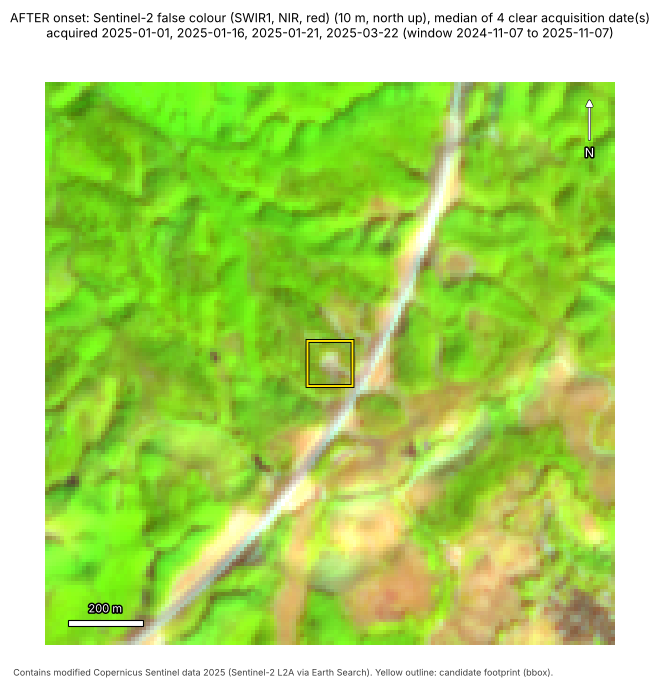 AFTER onset: Sentinel-2 false colour (SWIR1, NIR, red) (10 m, north up), median of 4 clear acquisition date(s)
acquired 2025-01-01, 2025-01-16, 2025-01-21, 2025-03-22 (window 2024-11-07 to 2025-11-07)
N
200 m
Contains modified Copernicus Sentinel data 2025 (Sentinel-2 L2A via Earth Search). Yellow outline: candidate footprint (bbox).